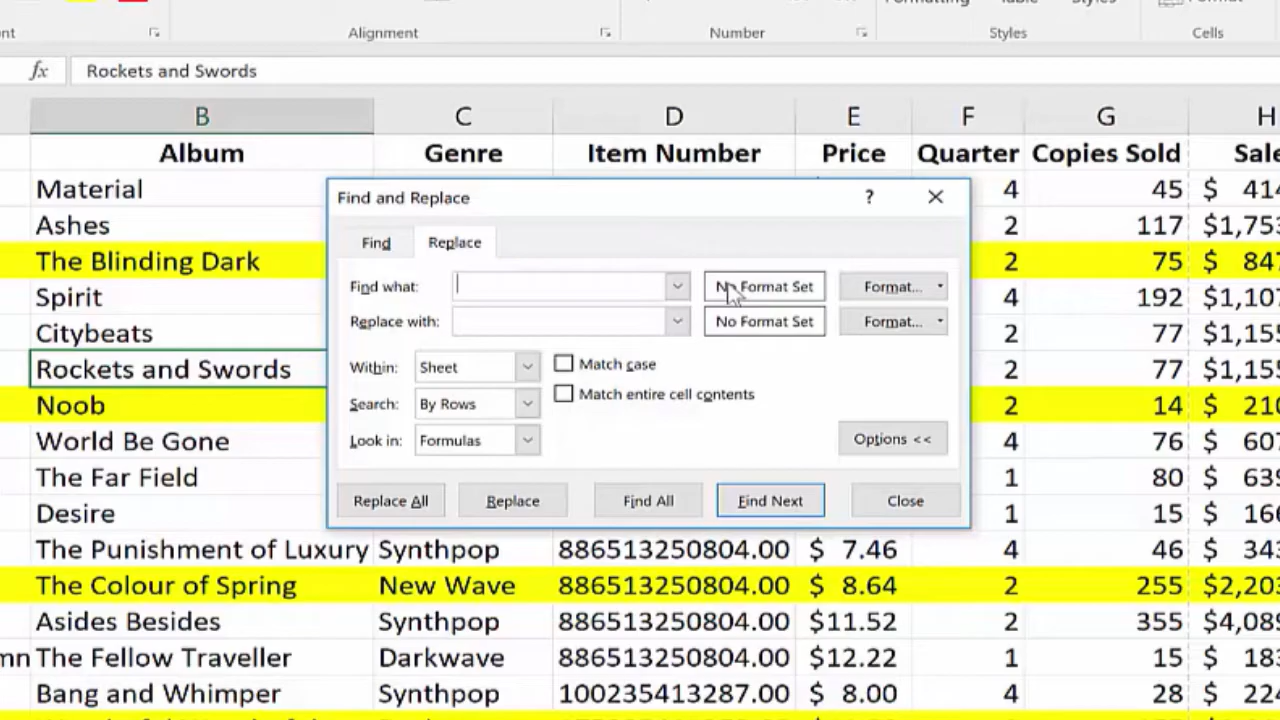 Alignment Number Styles Cells
fx Rockets and Swords
B C D E F G H
Album Genre Item Number Price Quarter Copies Sold
Material 4 45 $
Ashes 2 117
The Blinding Dark 2 75 $
Spirit 4 192
Citybeats 2 77
Rockets and Swords 2 77
Noob 2 14 $
World Be Gone 4 76 $
The Far Field 1 80 $
Desire 1 15 $
The Punishment of Luxury Synthpop 886513250804.00 $ 7.46 4 46 $
The Colour of Spring New Wave 886513250804.00 $ 8.64 2 255
Asides Besides Synthpop 886513250804.00 $11.52 2 355
The Fellow Traveller Darkwave 886513250804.00 $12.22 1 15 $
Bang and Whimper Synthpop 100235413287.00 $ 8.00 4 28 $
Find and Replace ? ×
Find Replace
Find what: No Format Set Format...
Replace with: No Format Set Format...
Within: Sheet Match case
Match entire cell contents
Search: By Rows
Look in: Formulas Options <<
Replace All Replace Find All Find Next Close